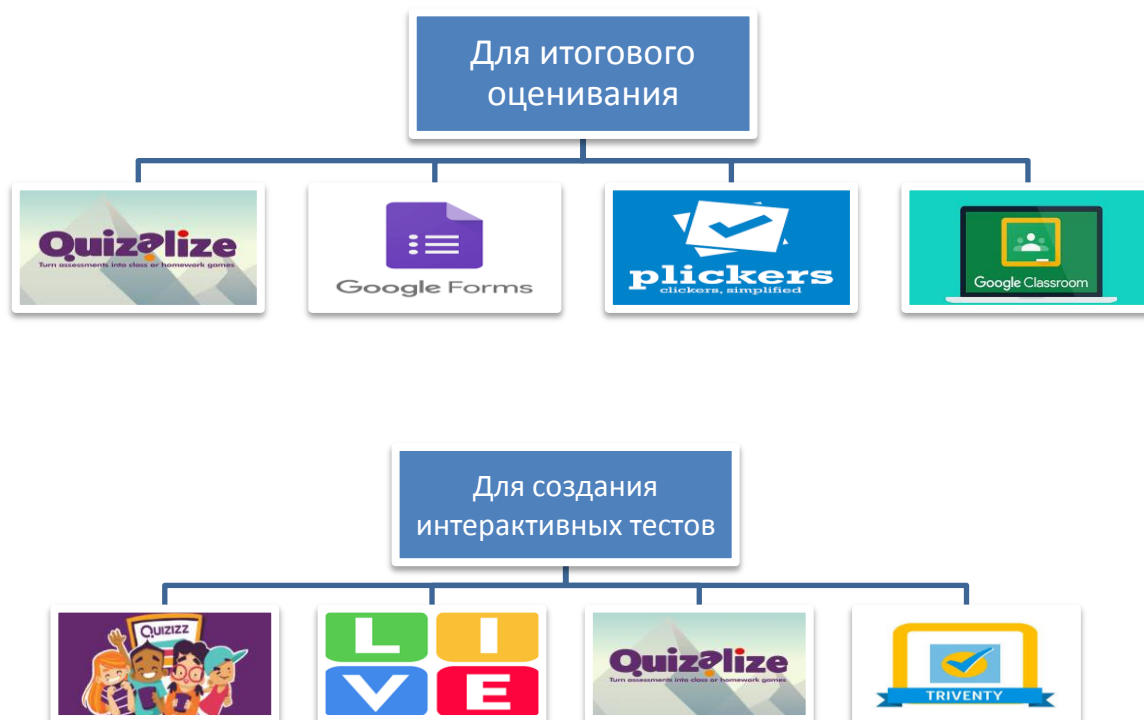 Для итогового
оценивания
Quizalize
Turn assessments into class or homework games
Google Forms
plickers
clickers, simplified
Google Classroom
Для создания
интерактивных тестов
QUIZIZZ
L I
V E
Quizalize
Turn assessments into class or homework games
TRIVENTY